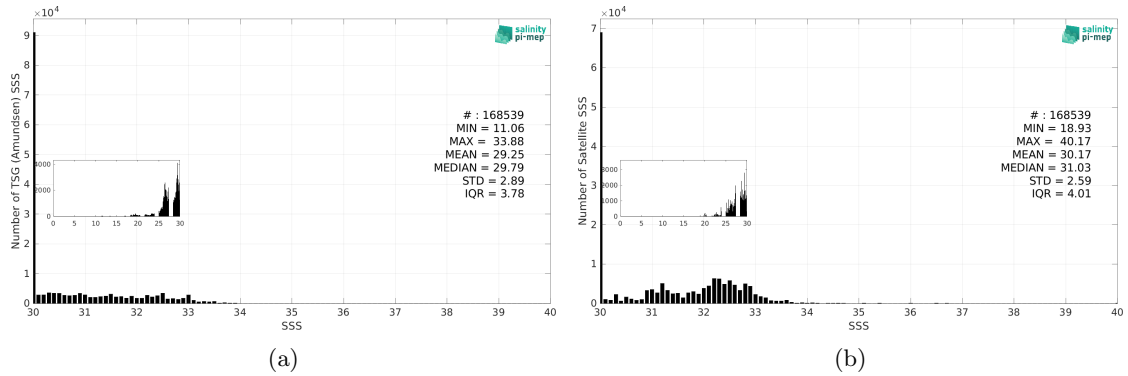 ×10⁴
9
8
7
6
5
4
3
2
1
0
Number of TSG (Amundsen) SSS
salinity
pi-mep
# : 168539
MIN = 11.06
MAX = 33.88
MEAN = 29.25
MEDIAN = 29.79
STD = 2.89
IQR = 3.78
4000
2000
0
0 5 10 15 20 25 30
30 31 32 33 34 35 36 37 38 39 40
SSS
(a)
×10⁴
7
6
5
4
3
2
1
0
Number of Satellite SSS
salinity
pi-mep
# : 168539
MIN = 18.93
MAX = 40.17
MEAN = 30.17
MEDIAN = 31.03
STD = 2.59
IQR = 4.01
3000
2000
1000
0
0 5 10 15 20 25 30
30 31 32 33 34 35 36 37 38 39 40
SSS
(b)